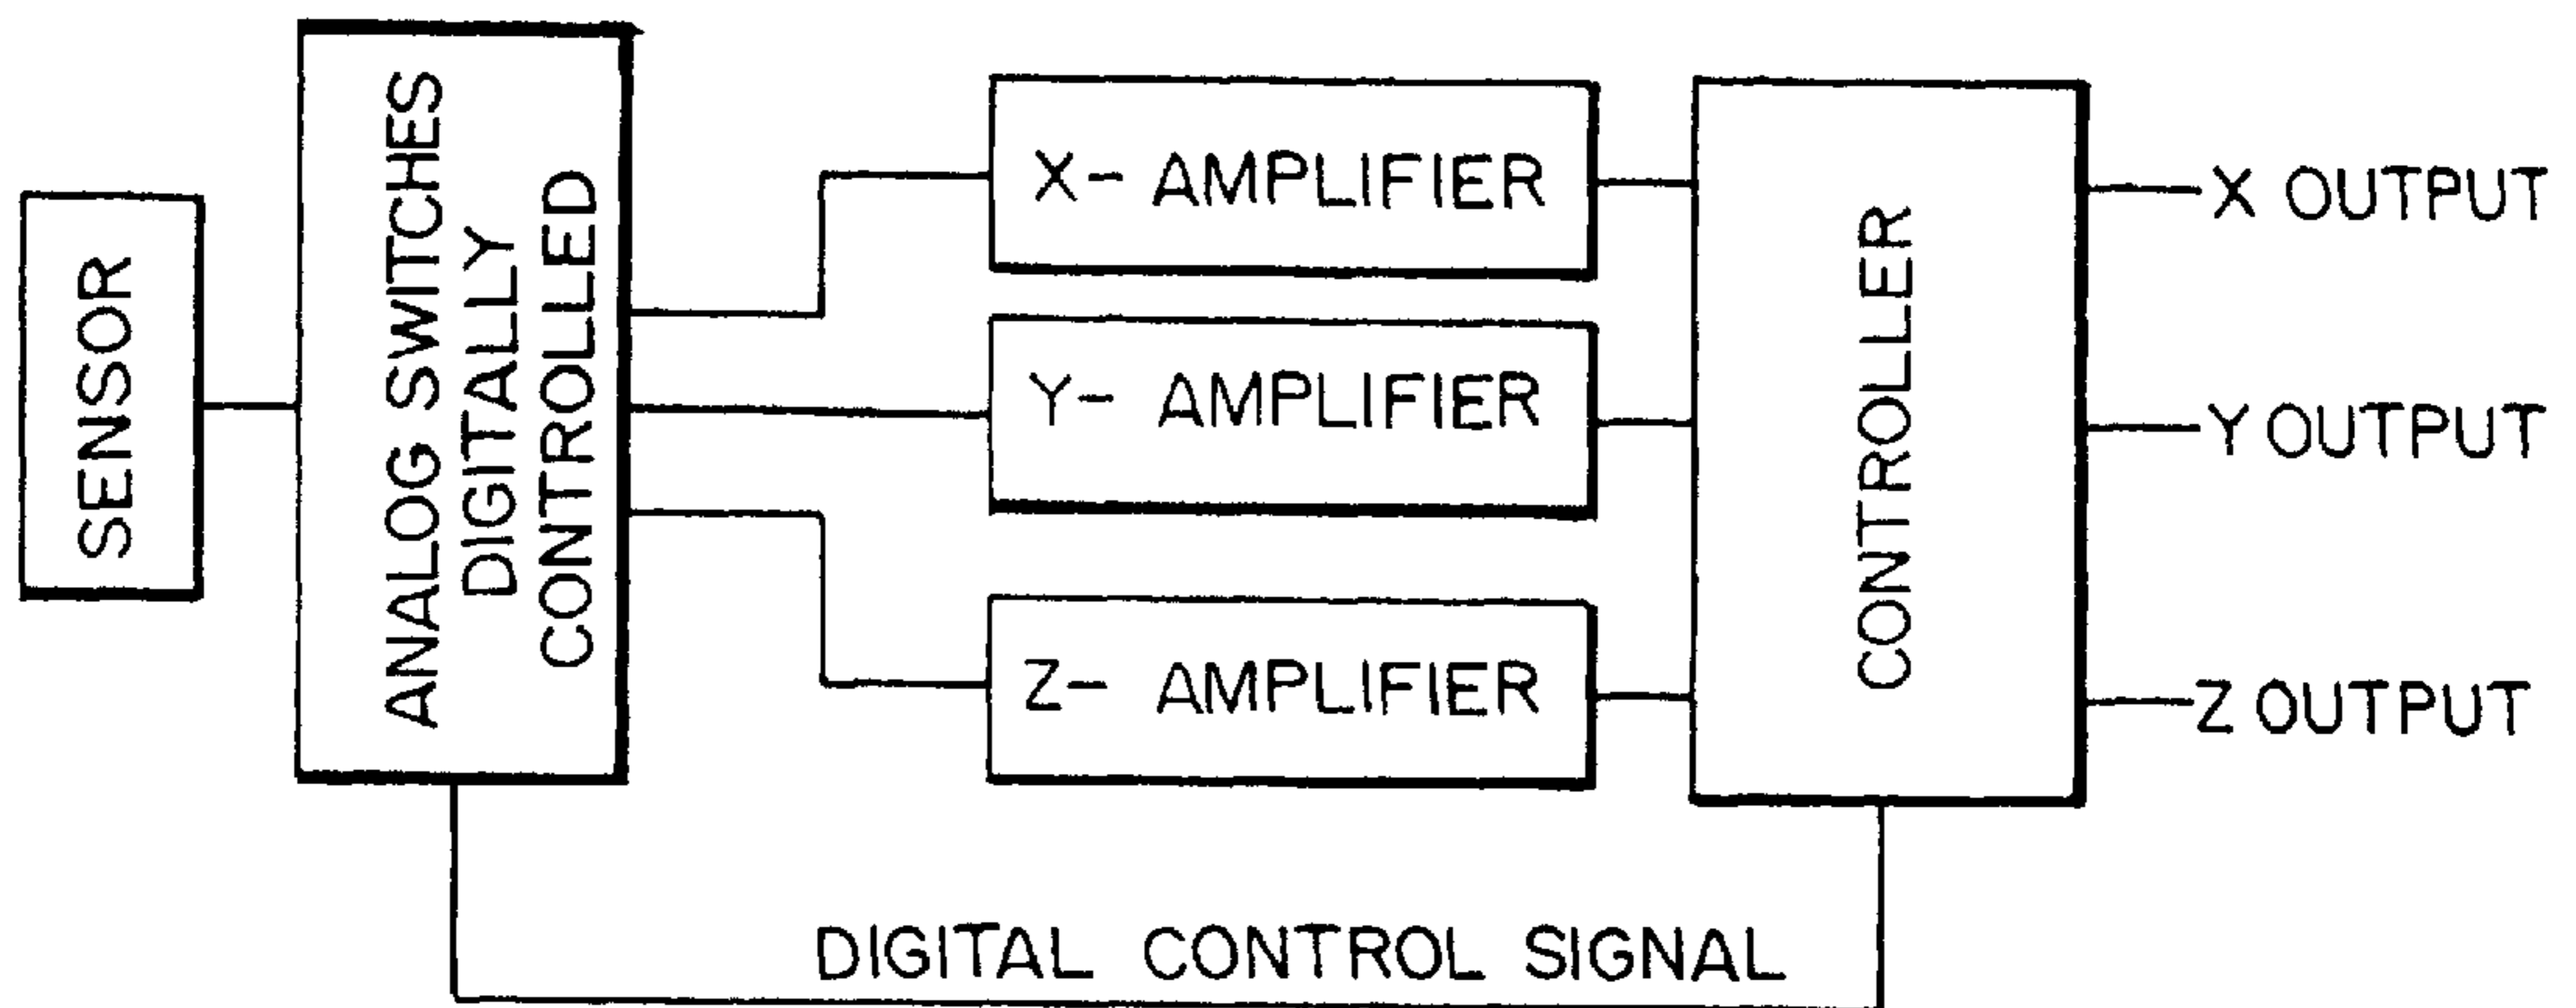 SENSOR
ANALOG SWITCHES
DIGITALLY
CONTROLLED
X- AMPLIFIER
Y- AMPLIFIER
Z- AMPLIFIER
CONTROLLER
X OUTPUT
Y OUTPUT
Z OUTPUT
DIGITAL CONTROL SIGNAL